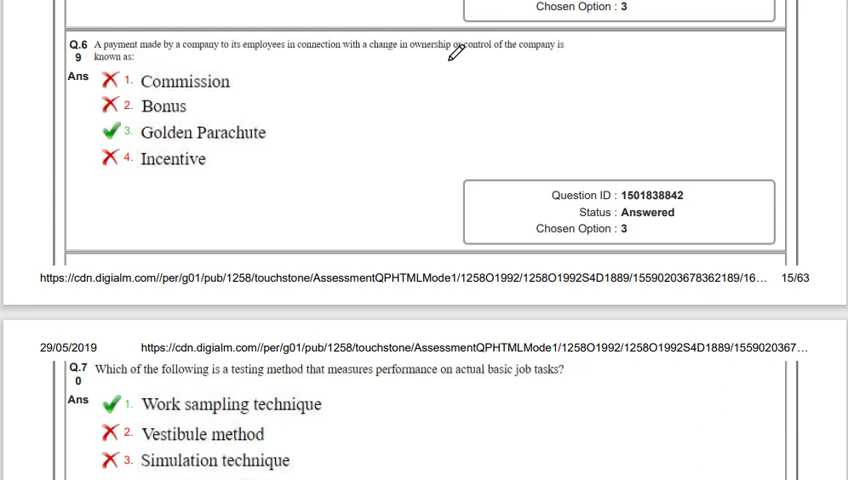 Chosen Option : 3
Q.6 A payment made by a company to its employees in connection with a change in ownership or control of the company is
9 known as:
Ans 1. Commission
2. Bonus
3. Golden Parachute
4. Incentive
Question ID : 1501838842
Status : Answered
Chosen Option : 3
https://cdn.digialm.com//per/g01/pub/1258/touchstone/AssessmentQPHTMLMode1/1258O1992/1258O1992S4D1889/15590203678362189/16... 15/63
29/05/2019 https://cdn.digialm.com//per/g01/pub/1258/touchstone/AssessmentQPHTMLMode1/1258O1992/1258O1992S4D1889/1559020367...
Q.7 Which of the following is a testing method that measures performance on actual basic job tasks?
0
Ans 1. Work sampling technique
2. Vestibule method
3. Simulation technique